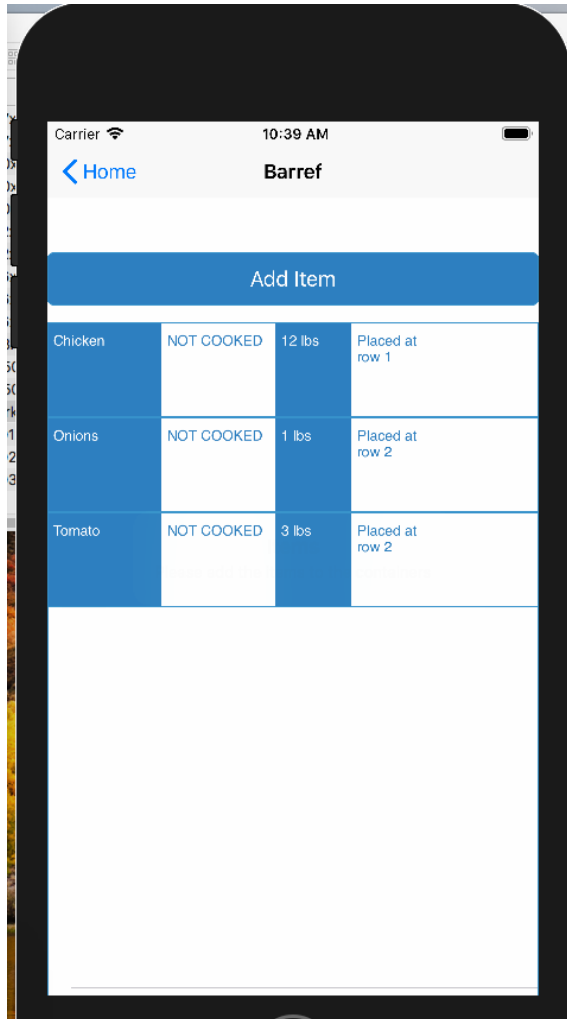 Carrier
10:39 AM
Home
Barref
Add Item
Chicken
NOT COOKED
12 lbs
Placed at
row 1
Onions
NOT COOKED
1 lbs
Placed at
row 2
Tomato
NOT COOKED
3 lbs
Placed at
row 2